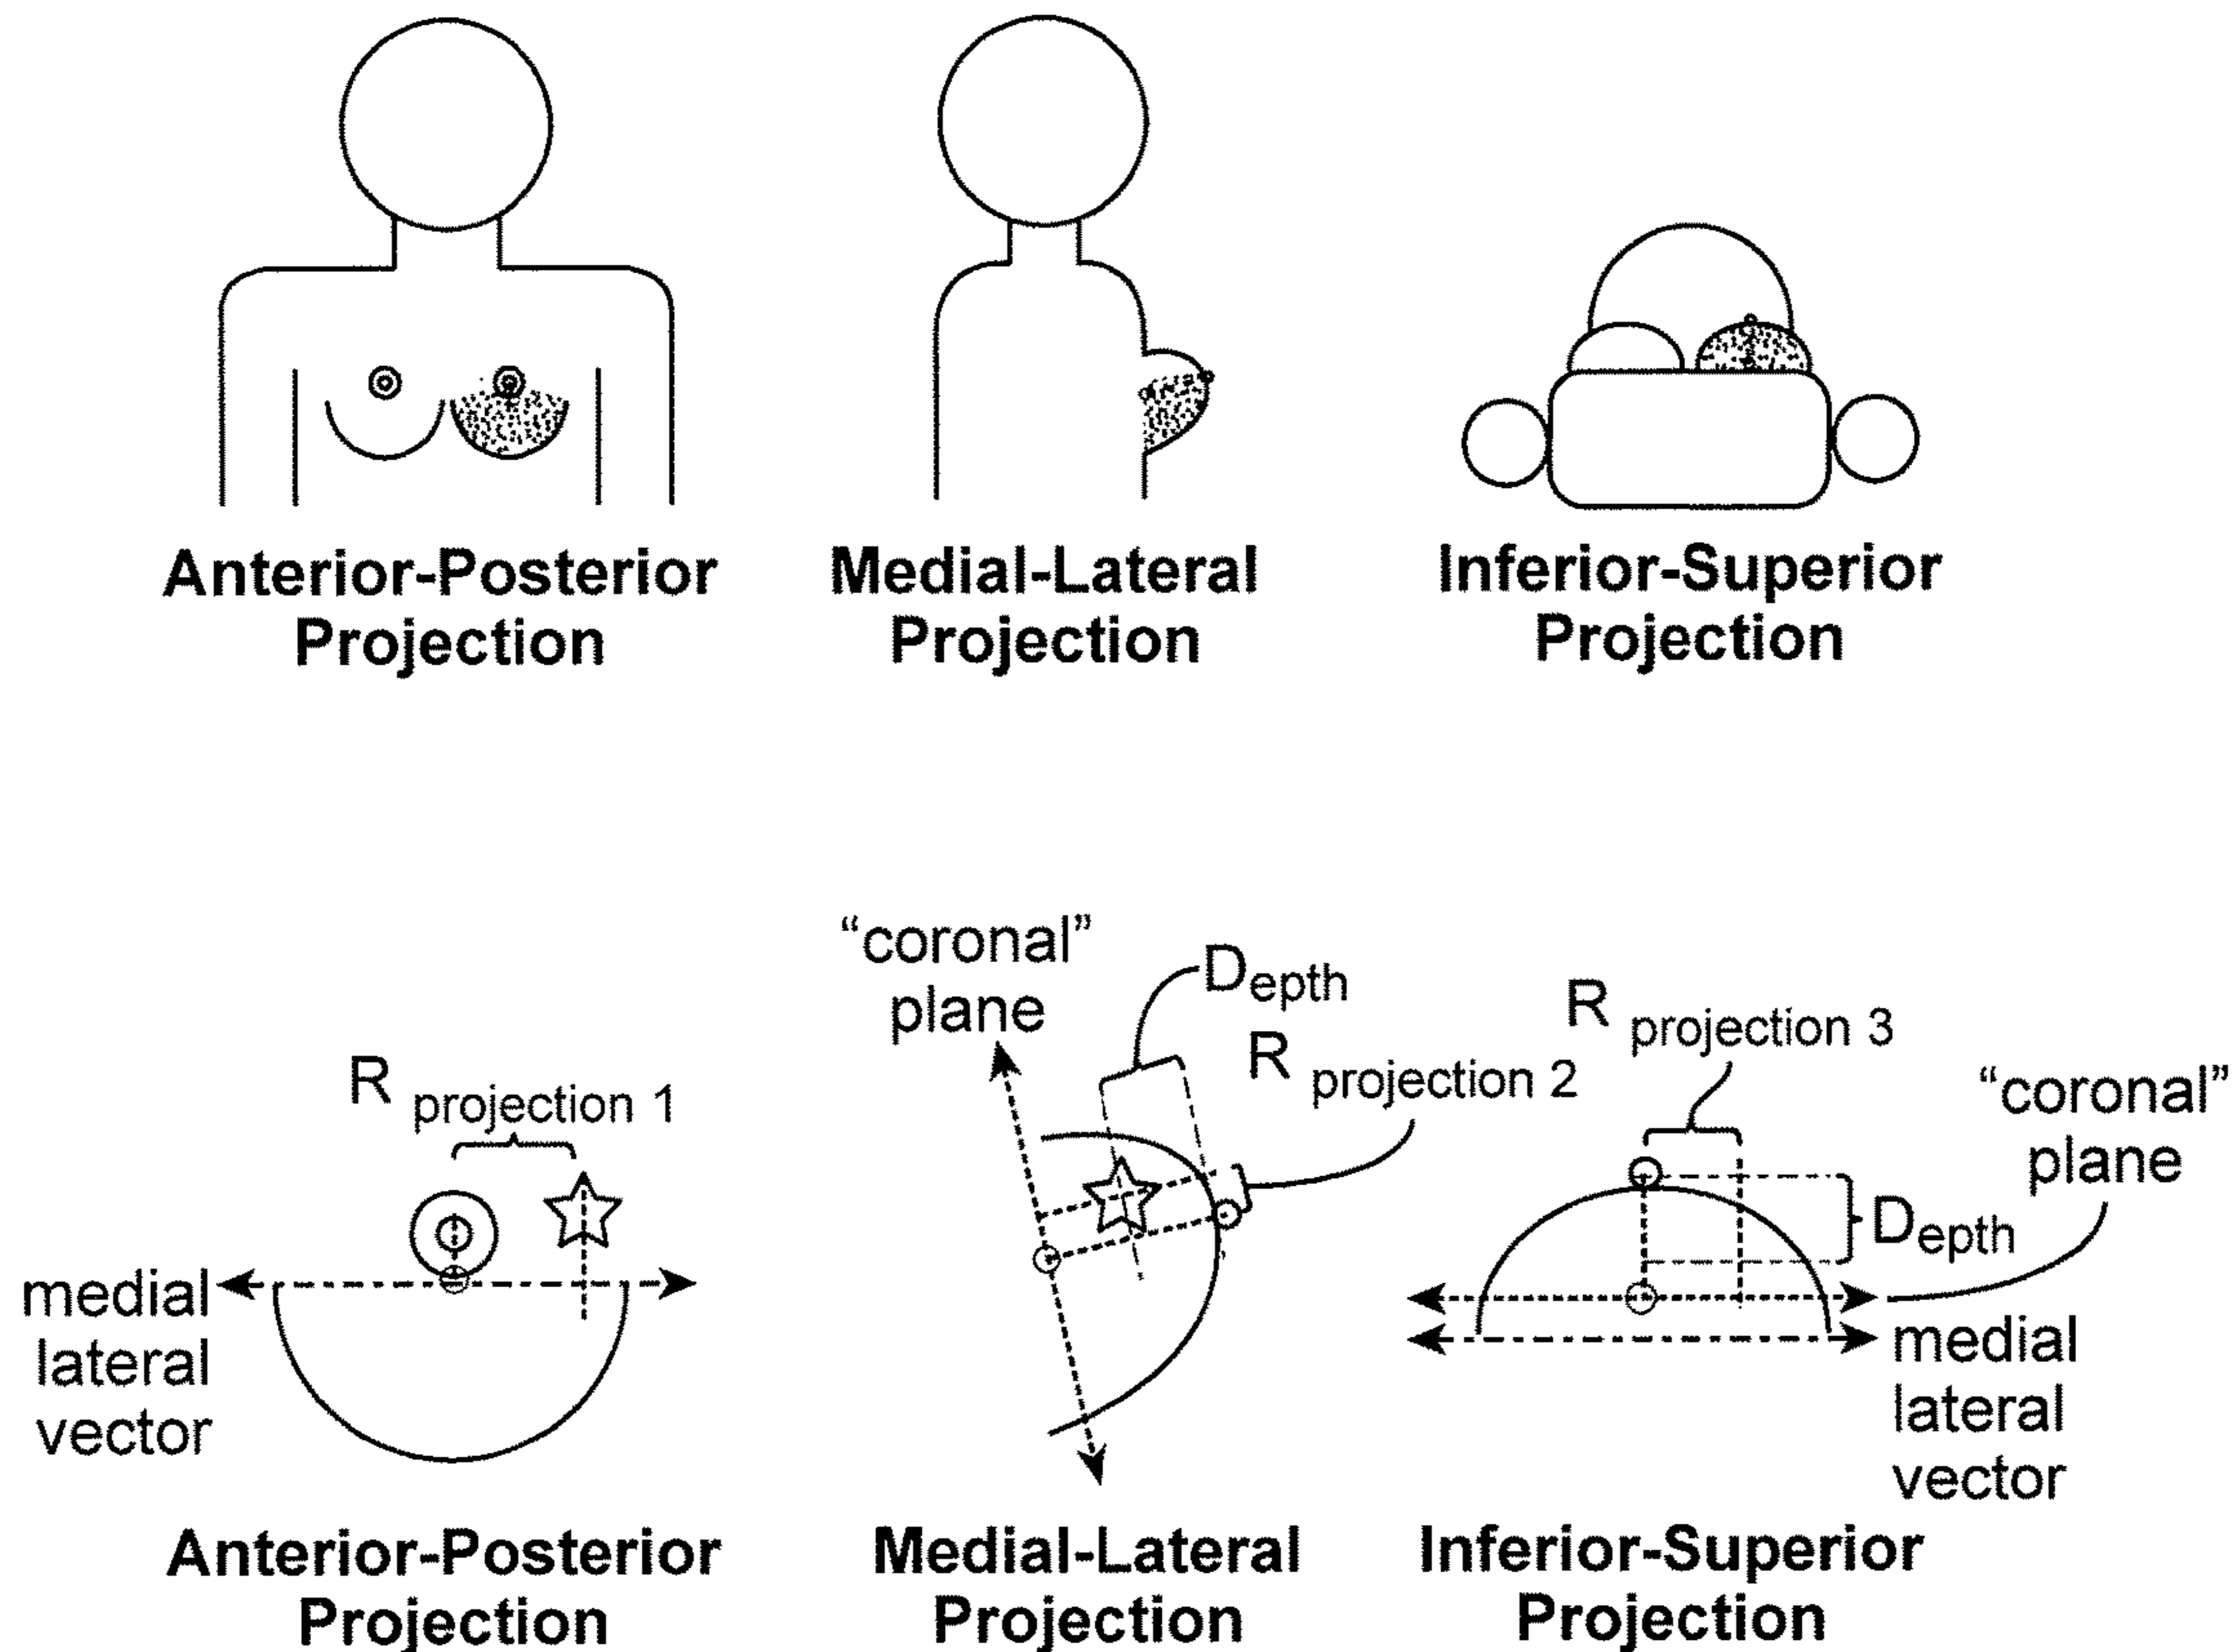 Anterior-Posterior
Projection
Medial-Lateral
Projection
Inferior-Superior
Projection
R projection 1
medial
lateral
vector
Anterior-Posterior
Projection
“coronal”
plane
Depth
R projection 2
Medial-Lateral
Projection
R projection 3
“coronal”
plane
Depth
medial
lateral
vector
Inferior-Superior
Projection